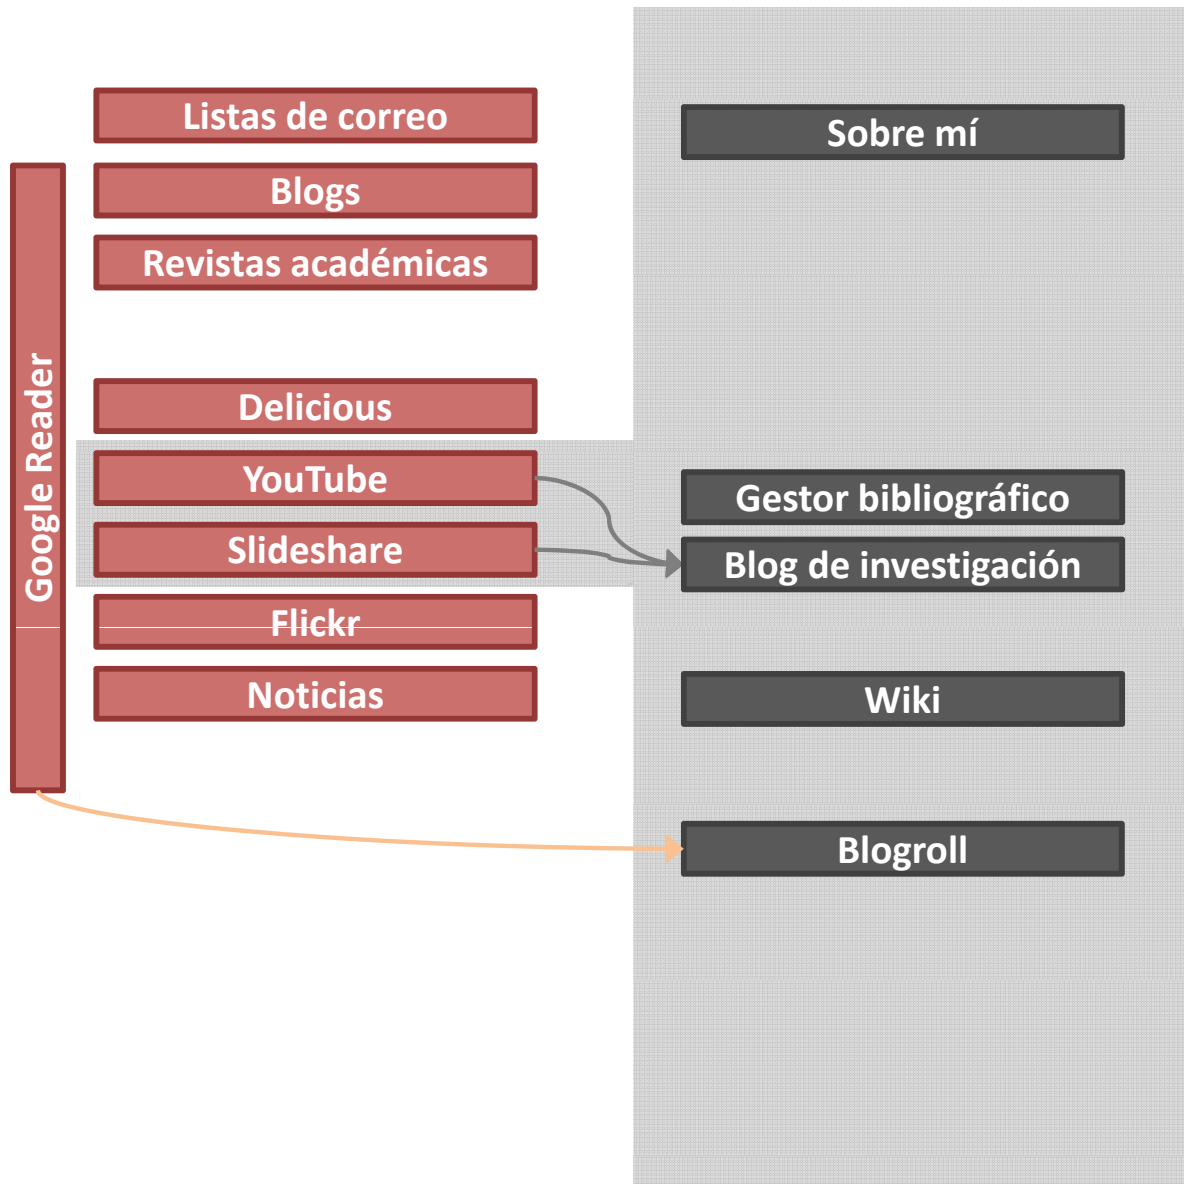 Listas de correo
Blogs
Revistas académicas
Google Reader
Delicious
YouTube
Slideshare
Flickr
Noticias
Sobre mí
Gestor bibliográfico
Blog de investigación
Wiki
Blogroll